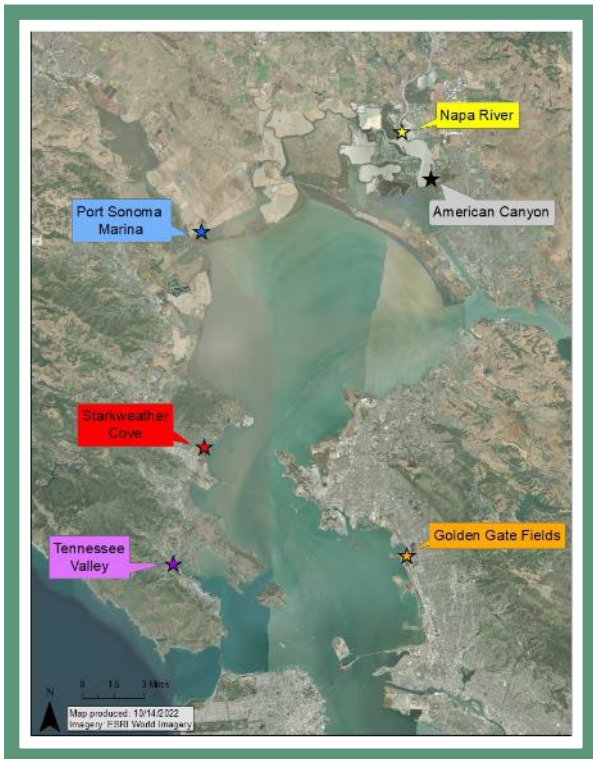 Napa River
American Canyon
Port Sonoma
Marina
Starkweather
Cove
Golden Gate Fields
Tennessee
Valley
0 1.5 3 Miles
N
Map produced: 10/14/2022
Imagery: ESRI World Imagery